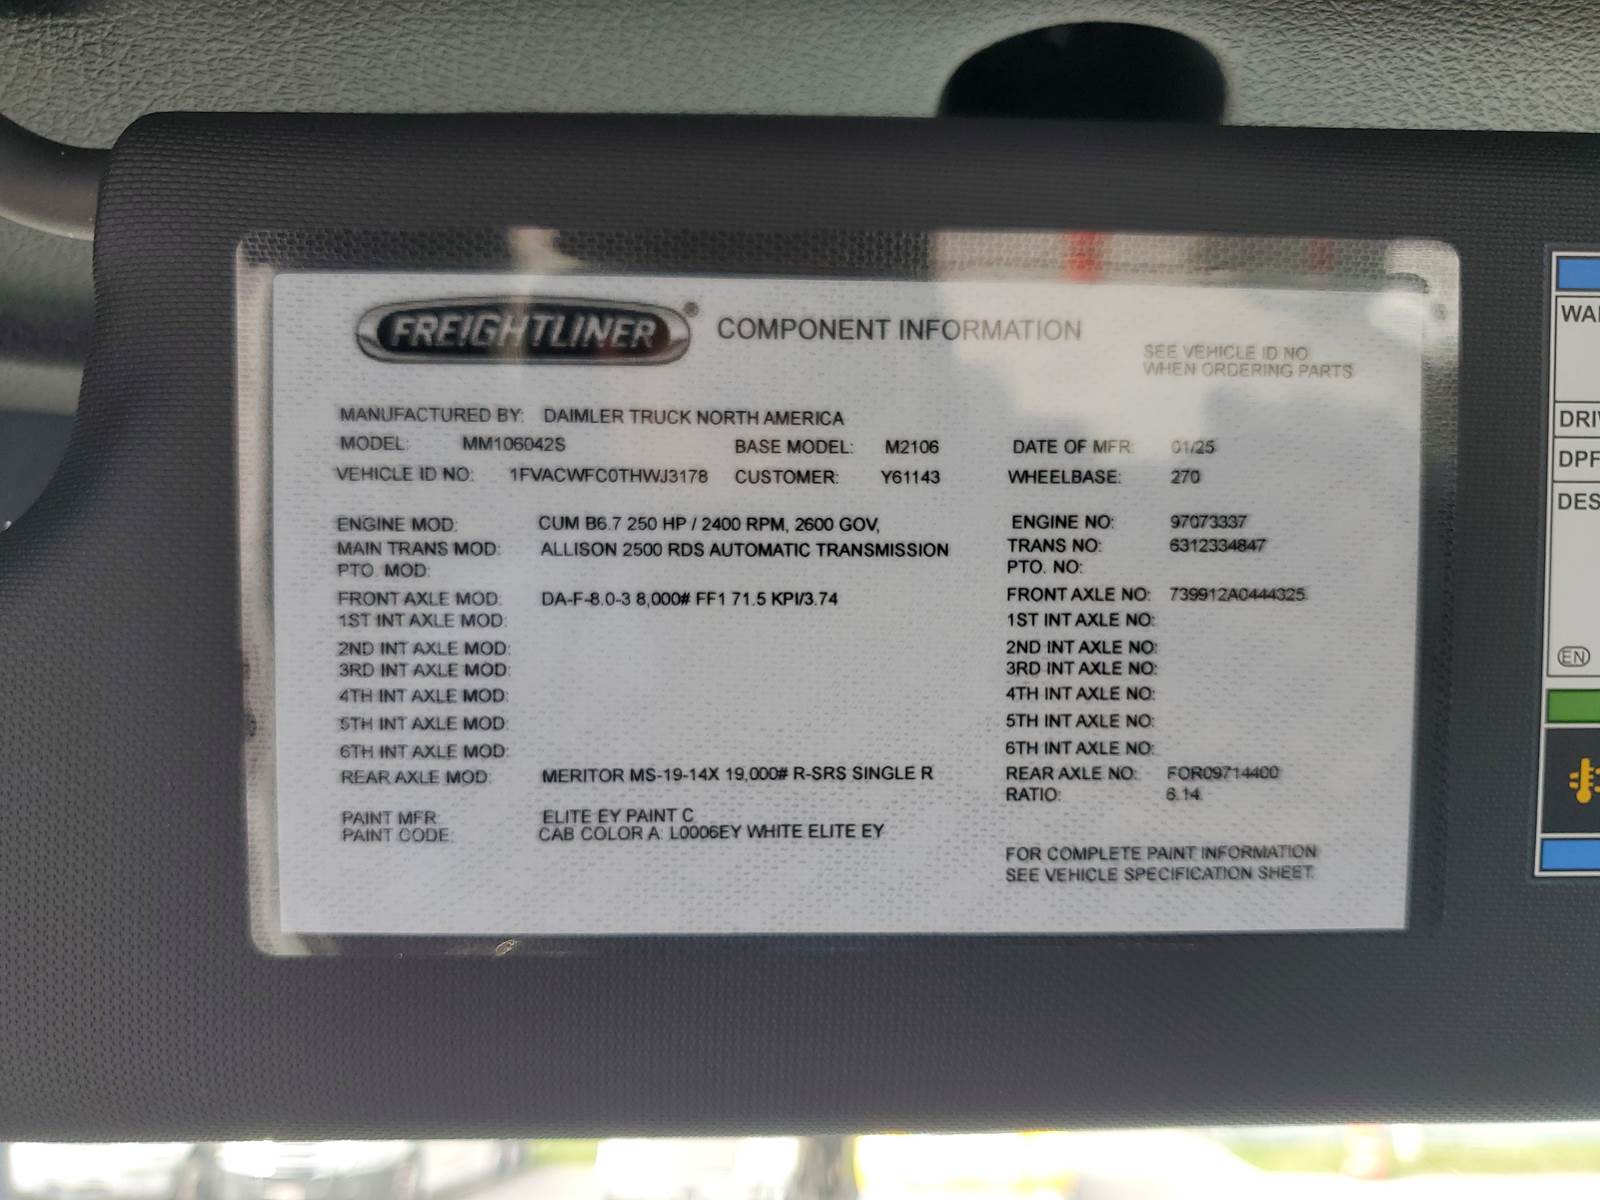 FREIGHTLINER® COMPONENT INFORMATION
SEE VEHICLE ID NO
WHEN ORDERING PARTS
MANUFACTURED BY: DAIMLER TRUCK NORTH AMERICA
MODEL: MM106042S BASE MODEL: M2106 DATE OF MFR: 01/25
VEHICLE ID NO: 1FVACWFC0THWJ3178 CUSTOMER: Y61143 WHEELBASE: 270
ENGINE MOD: CUM B6.7 250 HP / 2400 RPM, 2600 GOV, ENGINE NO: 97073337
MAIN TRANS MOD: ALLISON 2500 RDS AUTOMATIC TRANSMISSION TRANS NO: 6312334847
PTO. MOD: PTO. NO:
FRONT AXLE MOD: DA-F-8.0-3 8,000# FF1 71.5 KPI/3.74 FRONT AXLE NO: 739912A0444325
1ST INT AXLE MOD: 1ST INT AXLE NO:
2ND INT AXLE MOD: 2ND INT AXLE NO:
3RD INT AXLE MOD: 3RD INT AXLE NO:
4TH INT AXLE MOD: 4TH INT AXLE NO:
5TH INT AXLE MOD: 5TH INT AXLE NO:
6TH INT AXLE MOD: 6TH INT AXLE NO:
REAR AXLE MOD: MERITOR MS-19-14X 19,000# R-SRS SINGLE R REAR AXLE NO: FOR09714400
RATIO: 6.14
PAINT MFR: ELITE EY PAINT C
PAINT CODE: CAB COLOR A: L0006EY WHITE ELITE EY
FOR COMPLETE PAINT INFORMATION
SEE VEHICLE SPECIFICATION SHEET.
WA
DRI
DPF
DES
EN